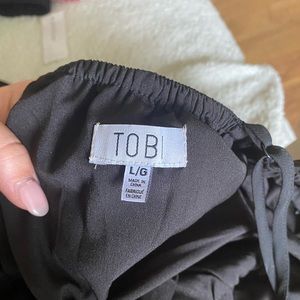 TOBI
L/G
MADE IN
CHINA
FABRIQUÉ
EN CHINE